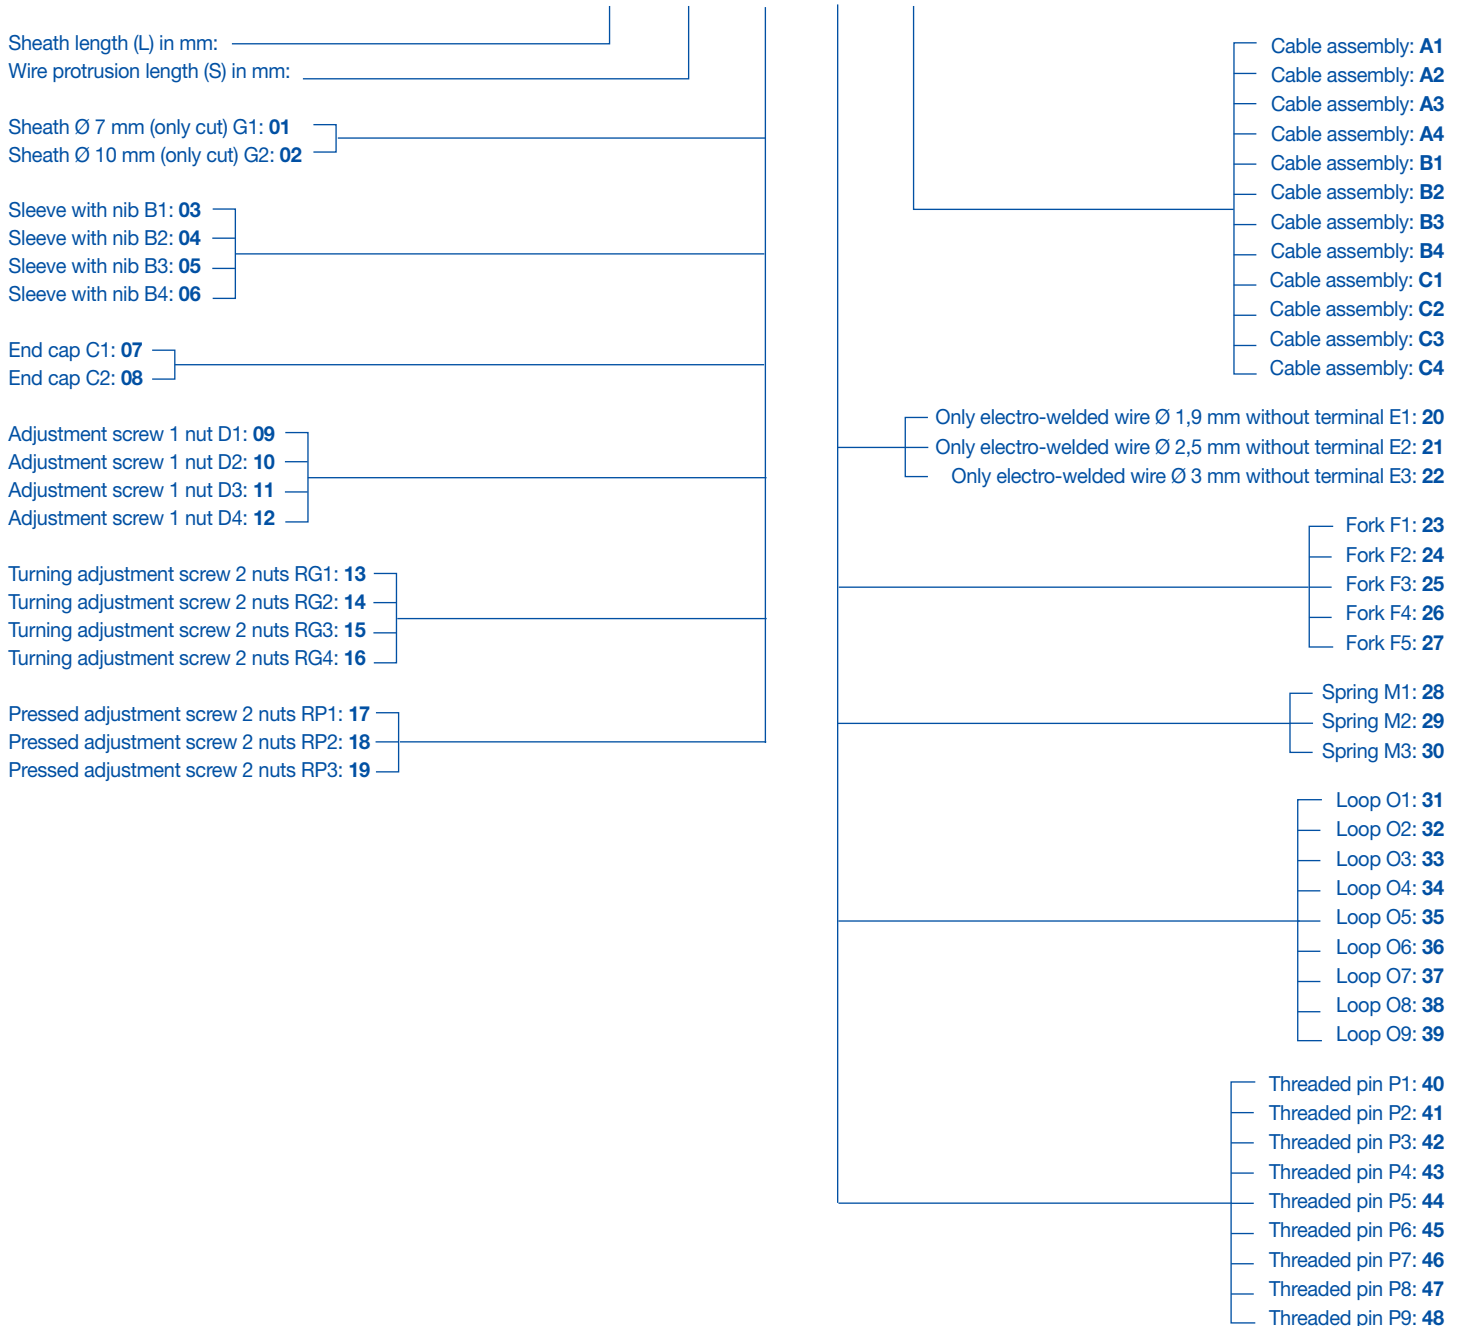 Sheath length (L) in mm:
Wire protrusion length (S) in mm:
Sheath Ø 7 mm (only cut) G1: 01
Sheath Ø 10 mm (only cut) G2: 02
Sleeve with nib B1: 03
Sleeve with nib B2: 04
Sleeve with nib B3: 05
Sleeve with nib B4: 06
End cap C1: 07
End cap C2: 08
Adjustment screw 1 nut D1: 09
Adjustment screw 1 nut D2: 10
Adjustment screw 1 nut D3: 11
Adjustment screw 1 nut D4: 12
Turning adjustment screw 2 nuts RG1: 13
Turning adjustment screw 2 nuts RG2: 14
Turning adjustment screw 2 nuts RG3: 15
Turning adjustment screw 2 nuts RG4: 16
Pressed adjustment screw 2 nuts RP1: 17
Pressed adjustment screw 2 nuts RP2: 18
Pressed adjustment screw 2 nuts RP3: 19
Cable assembly: A1
Cable assembly: A2
Cable assembly: A3
Cable assembly: A4
Cable assembly: B1
Cable assembly: B2
Cable assembly: B3
Cable assembly: B4
Cable assembly: C1
Cable assembly: C2
Cable assembly: C3
Cable assembly: C4
Only electro-welded wire Ø 1,9 mm without terminal E1: 20
Only electro-welded wire Ø 2,5 mm without terminal E2: 21
Only electro-welded wire Ø 3 mm without terminal E3: 22
Fork F1: 23
Fork F2: 24
Fork F3: 25
Fork F4: 26
Fork F5: 27
Spring M1: 28
Spring M2: 29
Spring M3: 30
Loop O1: 31
Loop O2: 32
Loop O3: 33
Loop O4: 34
Loop O5: 35
Loop O6: 36
Loop O7: 37
Loop O8: 38
Loop O9: 39
Threaded pin P1: 40
Threaded pin P2: 41
Threaded pin P3: 42
Threaded pin P4: 43
Threaded pin P5: 44
Threaded pin P6: 45
Threaded pin P7: 46
Threaded pin P8: 47
Threaded pin P9: 48